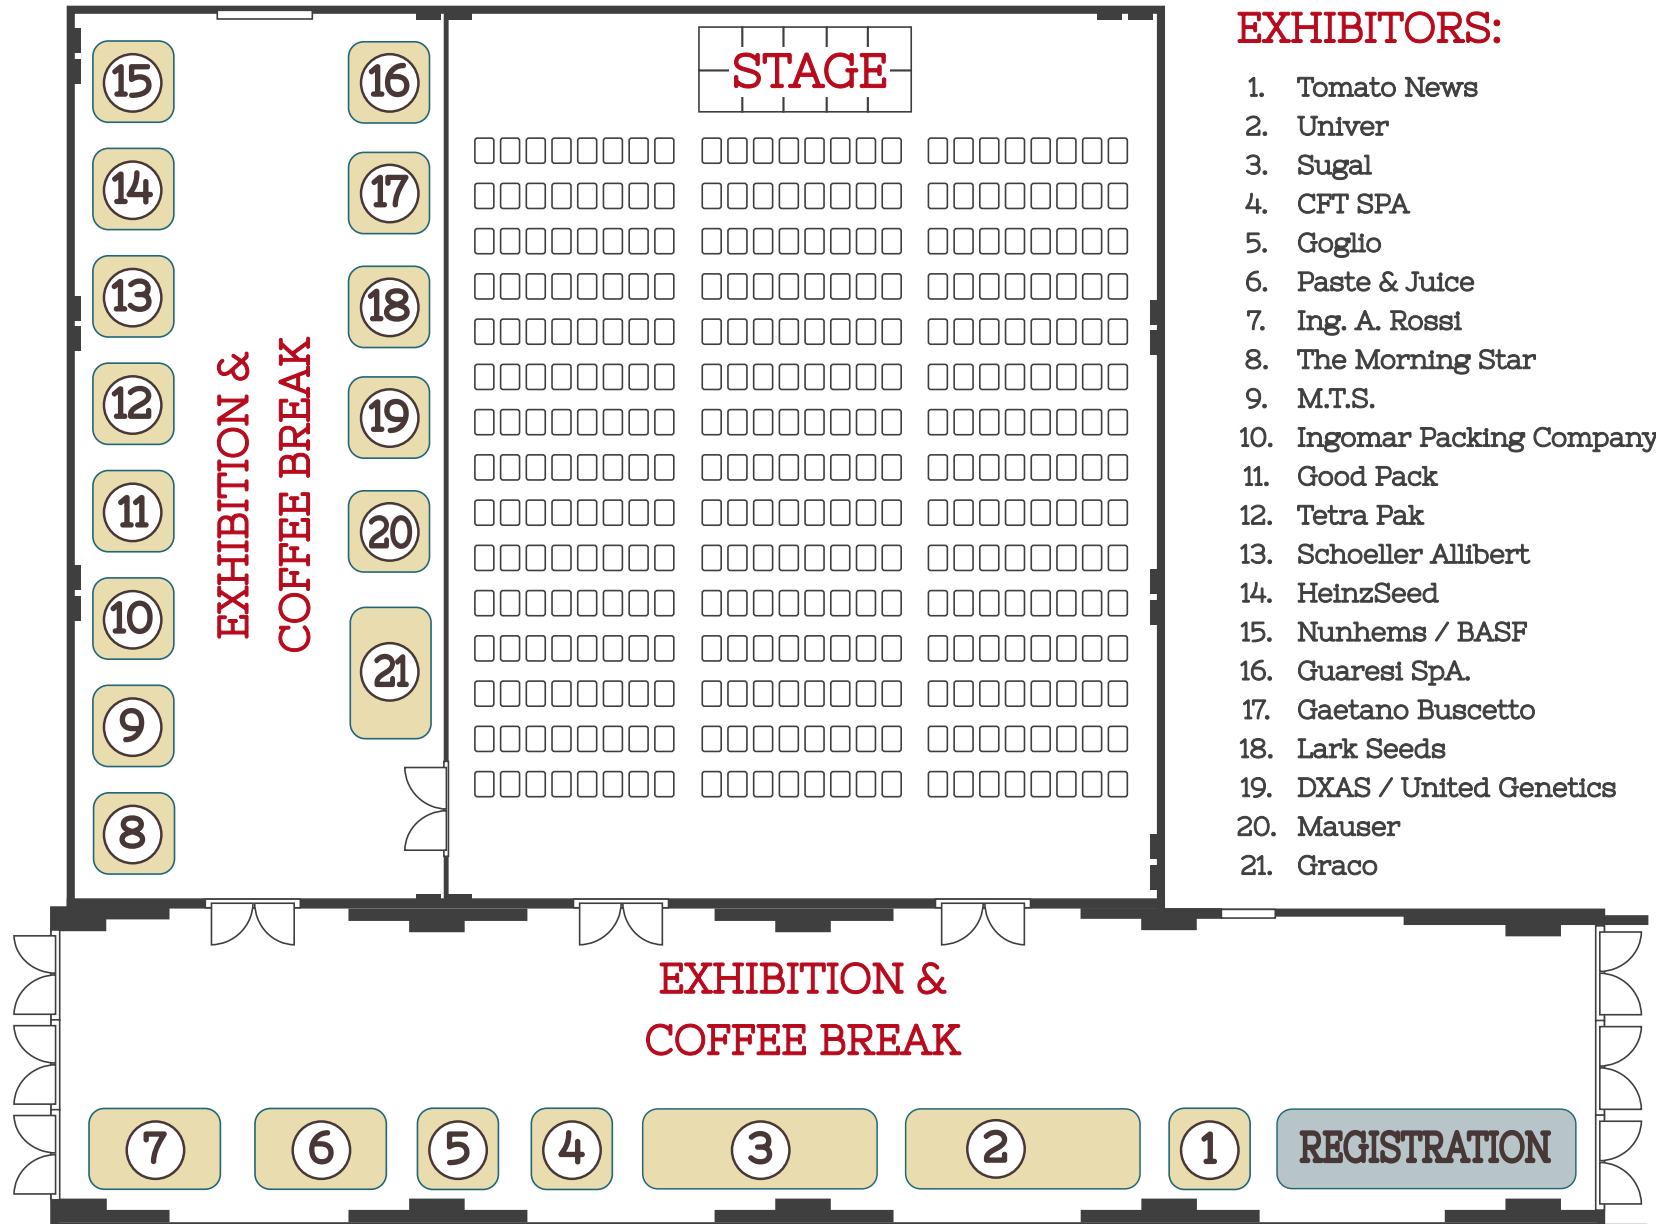 STAGE
15
16
14
17
13
18
12
19
11
20
10
21
9
8
EXHIBITION &
COFFEE BREAK
EXHIBITION &
COFFEE BREAK
7
6
5
4
3
2
1
REGISTRATION
EXHIBITORS:
1. Tomato News
2. Univer
3. Sugal
4. CFT SPA
5. Goglio
6. Paste & Juice
7. Ing. A. Rossi
8. The Morning Star
9. M.T.S.
10. Ingomar Packing Company
11. Good Pack
12. Tetra Pak
13. Schoeller Allibert
14. HeinzSeed
15. Nunhems / BASF
16. Guaresi SpA.
17. Gaetano Buscetto
18. Lark Seeds
19. DXAS / United Genetics
20. Mauser
21. Graco